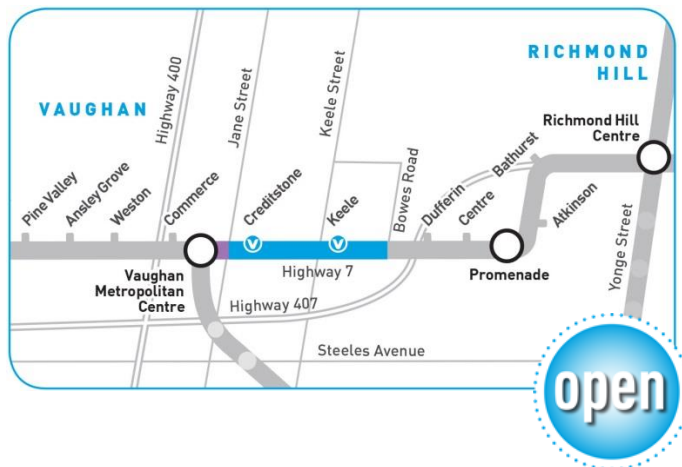 RICHMOND
HILL
VAUGHAN
Highway 400
Jane Street
Keele Street
Richmond Hill
Centre
Pine Valley
Ansley Grove
Weston
Commerce
Creditstone
Keele
Bowes Road
Dufferin
Centre
Bathurst
Atkinson
Yonge Street
Vaughan
Metropolitan
Centre
Highway 7
Promenade
Highway 407
Steeles Avenue
open